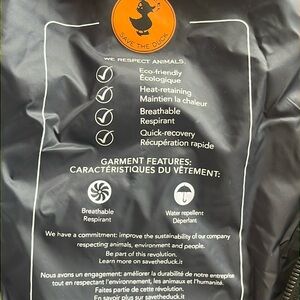 SAVE THE DUCK
WE RESPECT ANIMALS.
Eco-friendly
Écologique
Heat-retaining
Maintien la chaleur
Breathable
Respirant
Quick-recovery
Récupération rapide
GARMENT FEATURES:
CARACTÉRISTIQUES DU VÊTEMENT:
Breathable
Respirant
Water repellent
Déperlant
We have a commitment: improve the sustainability of our company
respecting animals, environment and people.
Be part of this revolution.
Learn more on savetheduck.it
Nous avons un engagement: améliorer la durabilité de notre entreprise
tout en respectant l'environnement, les animaux et l'humanité.
Faites partie de cette révolution.
En savoir plus sur savetheduck.it